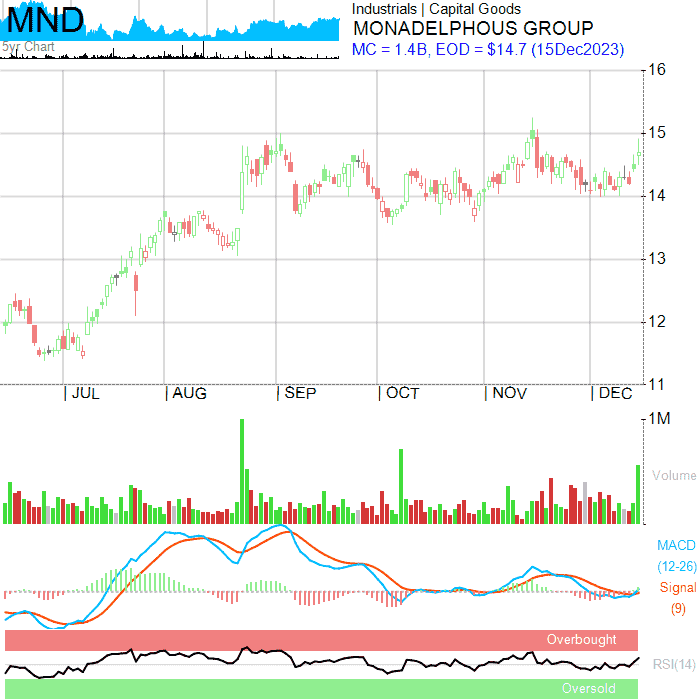 MND
5yr Chart
Industrials | Capital Goods
MONADELPHOUS GROUP
MC = 1.4B, EOD = $14.7 (15Dec2023)
16
15
14
13
12
11
| JUL | AUG | SEP | OCT | NOV | DEC
1M
Volume
MACD
(12-26)
Signal
(9)
Overbought
RSI(14)
Oversold